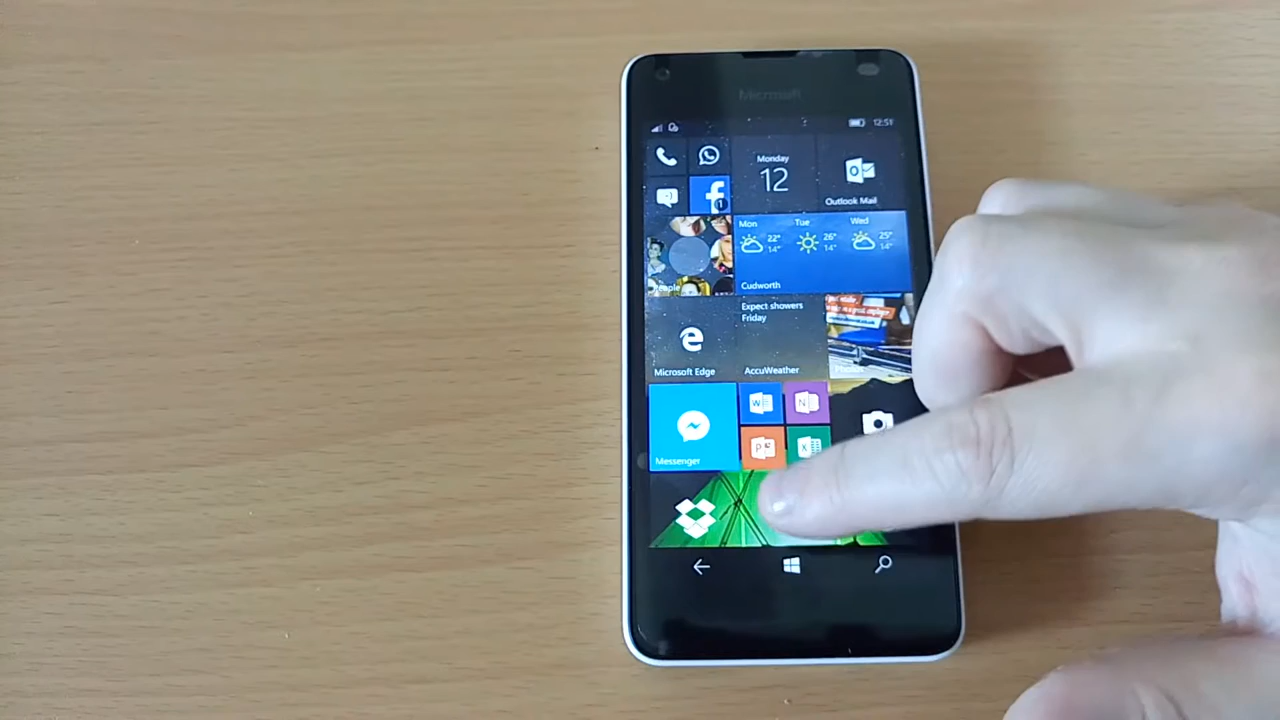 Microsoft
12:51
Monday
12
Outlook Mail
Mon Tue Wed
22° 26° 25°
14° 14° 14°
Cudworth
People
Expect showers
Friday
Microsoft Edge
AccuWeather
Messenger